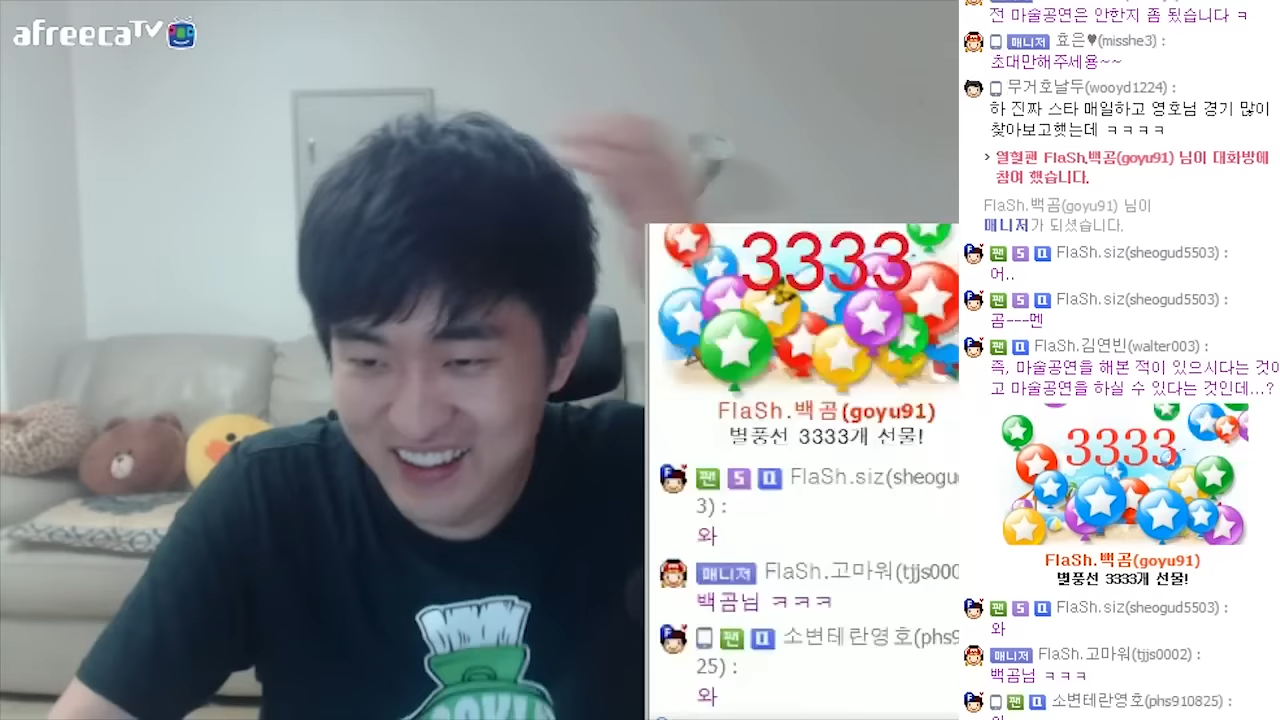 afreecaTV
3333
FlaSh.백곰(goyu91)
별풍선 3333개 선물!
팬 S Q FlaSh.siz(sheogu
3) :
와
매니저 FlaSh.고마워(tjjs000
백곰님 ㅋㅋㅋ
팬 Q 소변테란영호(phs9
25) :
와
전 마술공연은 안한지 좀 됐습니다 ㅋ
매니저 효은♥(misshe3) :
초대만해주세용~~
무거호날두(wooyd1224) :
하 진짜 스타 매일하고 영호님 경기 많이
찾아보고했는데 ㅋㅋㅋㅋ
› 열혈팬 FlaSh.백곰(goyu91) 님이 대화방에
참여 했습니다.
FlaSh.백곰(goyu91) 님이
매니저가 되셨습니다.
팬 S Q FlaSh.siz(sheogud5503) :
어..
팬 S Q FlaSh.siz(sheogud5503) :
곰---멘
팬 Q FlaSh.김연빈(walter003) :
즉, 마술공연을 해본 적이 있으시다는 것이
고 마술공연을 하실 수 있다는 것인데...?
3333
FlaSh.백곰(goyu91)
별풍선 3333개 선물!
팬 S Q FlaSh.siz(sheogud5503) :
와
매니저 FlaSh.고마워(tjjs0002) :
백곰님 ㅋㅋㅋ
팬 Q 소변테란영호(phs910825) :